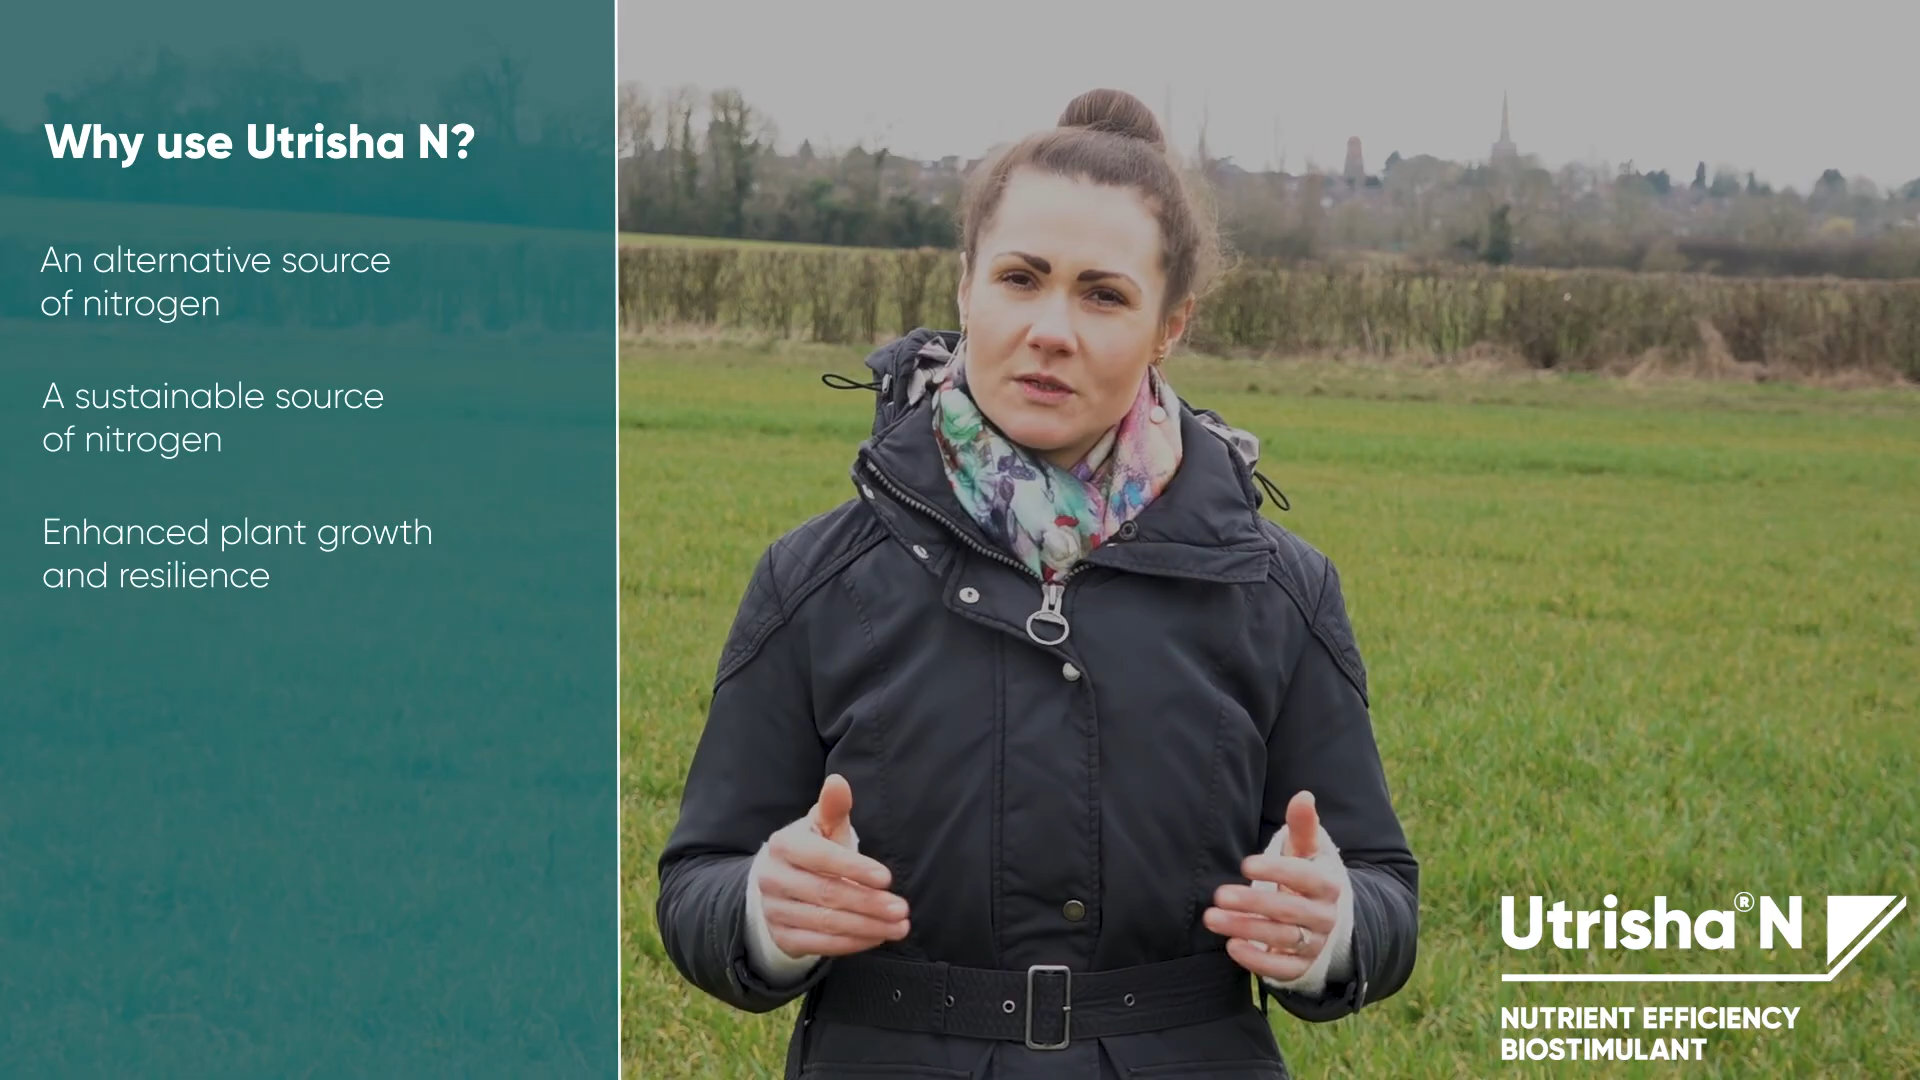 Why use Utrisha N?
An alternative source
of nitrogen
A sustainable source
of nitrogen
Enhanced plant growth
and resilience
Utrisha® N
NUTRIENT EFFICIENCY
BIOSTIMULANT